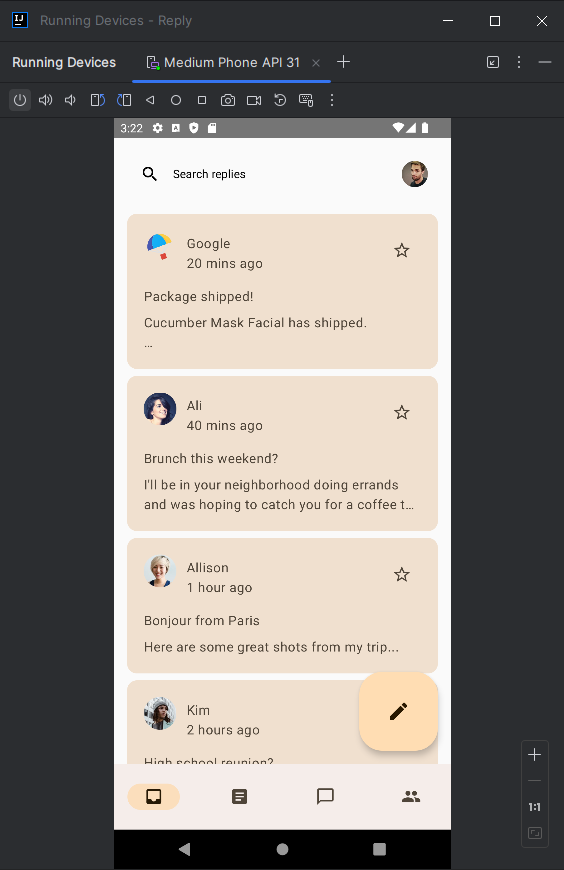 Running Devices - Reply
Running Devices
Medium Phone API 31
3:22
Search replies
Google
20 mins ago
Package shipped!
Cucumber Mask Facial has shipped.
…
Ali
40 mins ago
Brunch this weekend?
I'll be in your neighborhood doing errands
and was hoping to catch you for a coffee t…
Allison
1 hour ago
Bonjour from Paris
Here are some great shots from my trip...
Kim
2 hours ago
High school reunion?
1:1